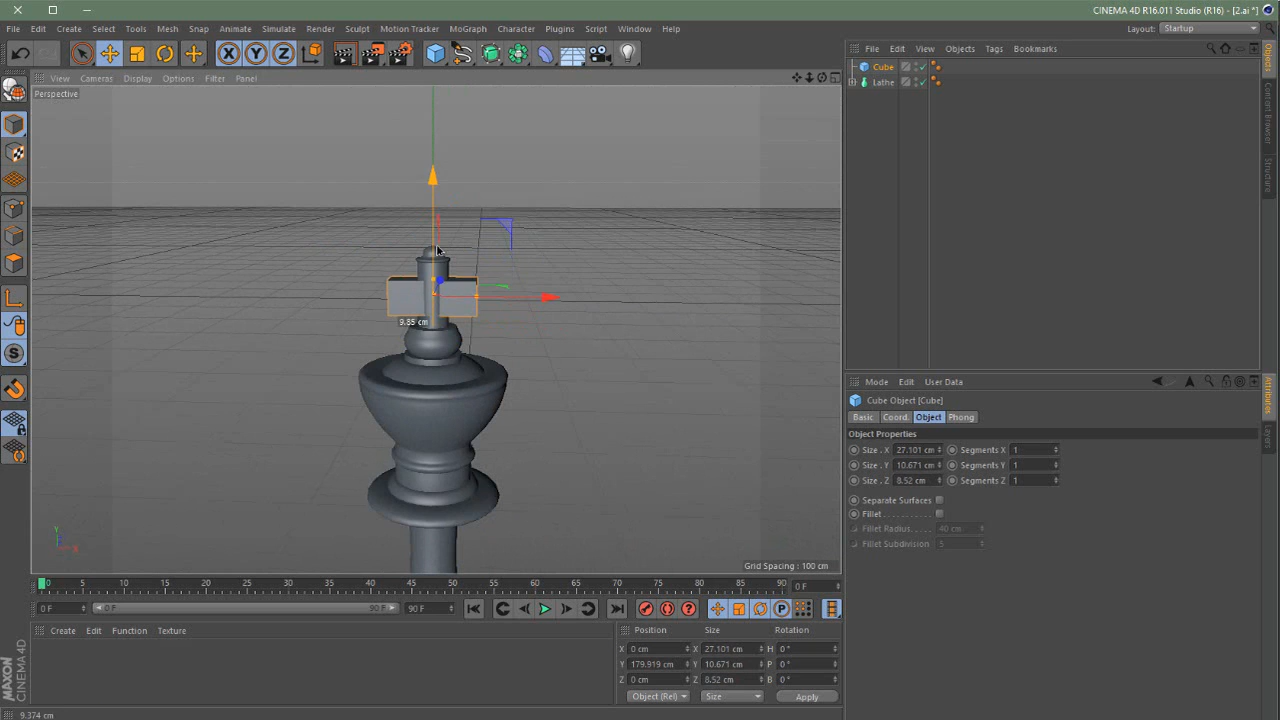 CINEMA 4D R16.011 Studio (R16) - [2.ai *]
File Edit Create Select Tools Mesh Snap Animate Simulate Render Sculpt Motion Tracker MoGraph Character Plugins Script Window Help
Layout: Startup
X Y Z
File Edit View Objects Tags Bookmarks
View Cameras Display Options Filter Panel
Perspective
Cube
Lathe
Objects
Content Browser
Structure
9.85 cm
Y
X
Grid Spacing : 100 cm
Mode Edit User Data
Cube Object [Cube]
Basic Coord. Object Phong
Object Properties
Size . X 27.101 cm Segments X 1
Size . Y 10.671 cm Segments Y 1
Size . Z 8.52 cm Segments Z 1
Separate Surfaces
Fillet
Fillet Radius 40 cm
Fillet Subdivision 5
Attributes
Layers
0 5 10 15 20 25 30 35 40 45 50 55 60 65 70 75 80 85 90 0 F
0 F 0 F 90 F 90 F
P
Create Edit Function Texture
Position Size Rotation
X 0 cm X 27.101 cm H 0 °
Y 179.919 cm Y 10.671 cm P 0 °
Z 0 cm Z 8.52 cm B 0 °
Object (Rel) Size Apply
MAXON
CINEMA 4D
9.374 cm